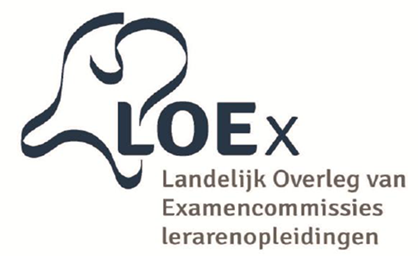 LOEx
Landelijk Overleg van
Examencommissies
lerarenopleidingen